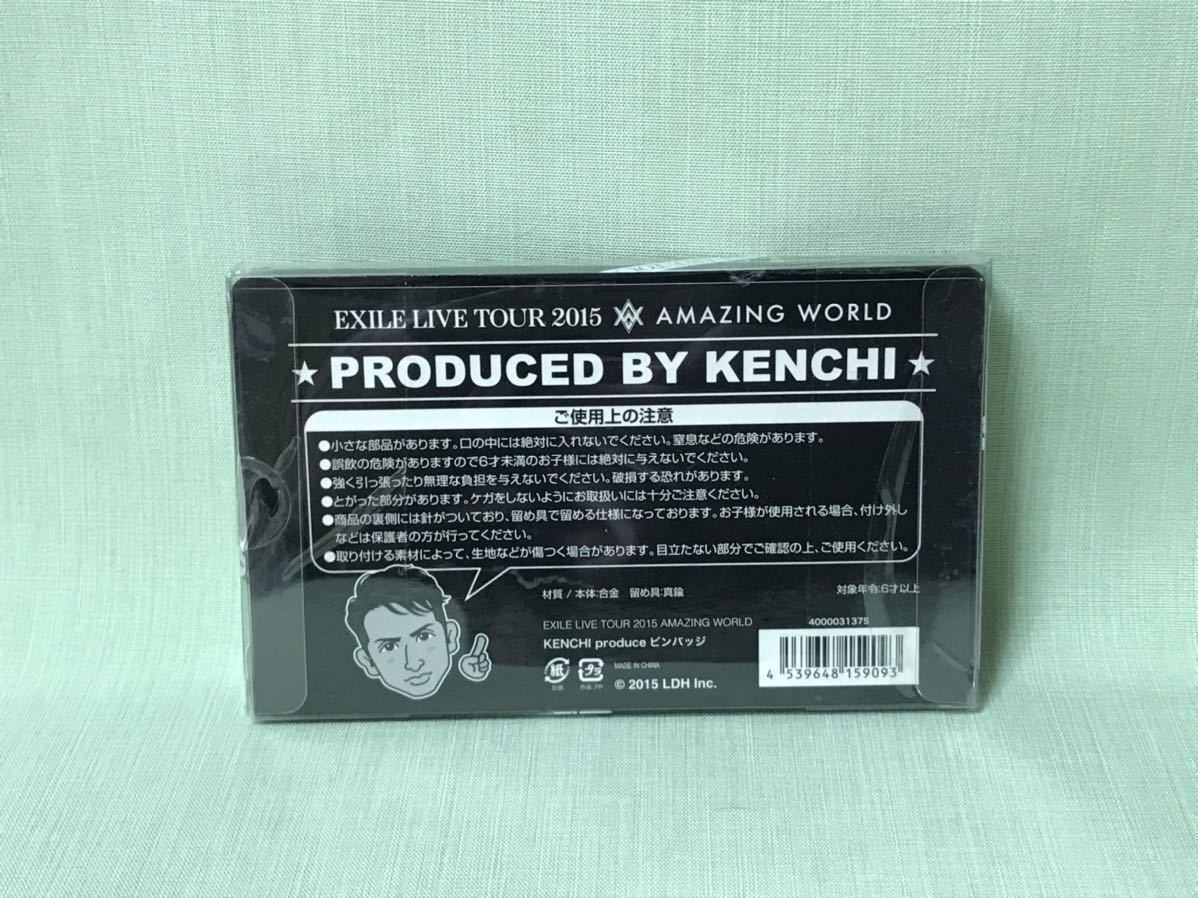 EXILE LIVE TOUR 2015 AMAZING WORLD
★ PRODUCED BY KENCHI ★
ご使用上の注意
●小さな部品があります。口の中には絶対に入れないでください。窒息などの危険があります。
●誤飲の危険がありますので6才未満のお子様には絶対に与えないでください。
●強く引っ張ったり無理な負担を与えないでください。破損する恐れがあります。
●とがった部分があります。ケガをしないようにお取扱いには十分ご注意ください。
●商品の裏側には針がついており、留め具で留める仕様になっております。お子様が使用される場合、付け外し
などは保護者の方が行ってください。
●取り付ける素材によって、生地などが傷つく場合があります。目立たない部分でご確認の上、ご使用ください。
材質 / 本体:合金 留め具:真鍮
対象年令:6才以上
EXILE LIVE TOUR 2015 AMAZING WORLD
4000031375
KENCHI produce ピンバッジ
紙
プラ
MADE IN CHINA
© 2015 LDH Inc.
4 539648 159093